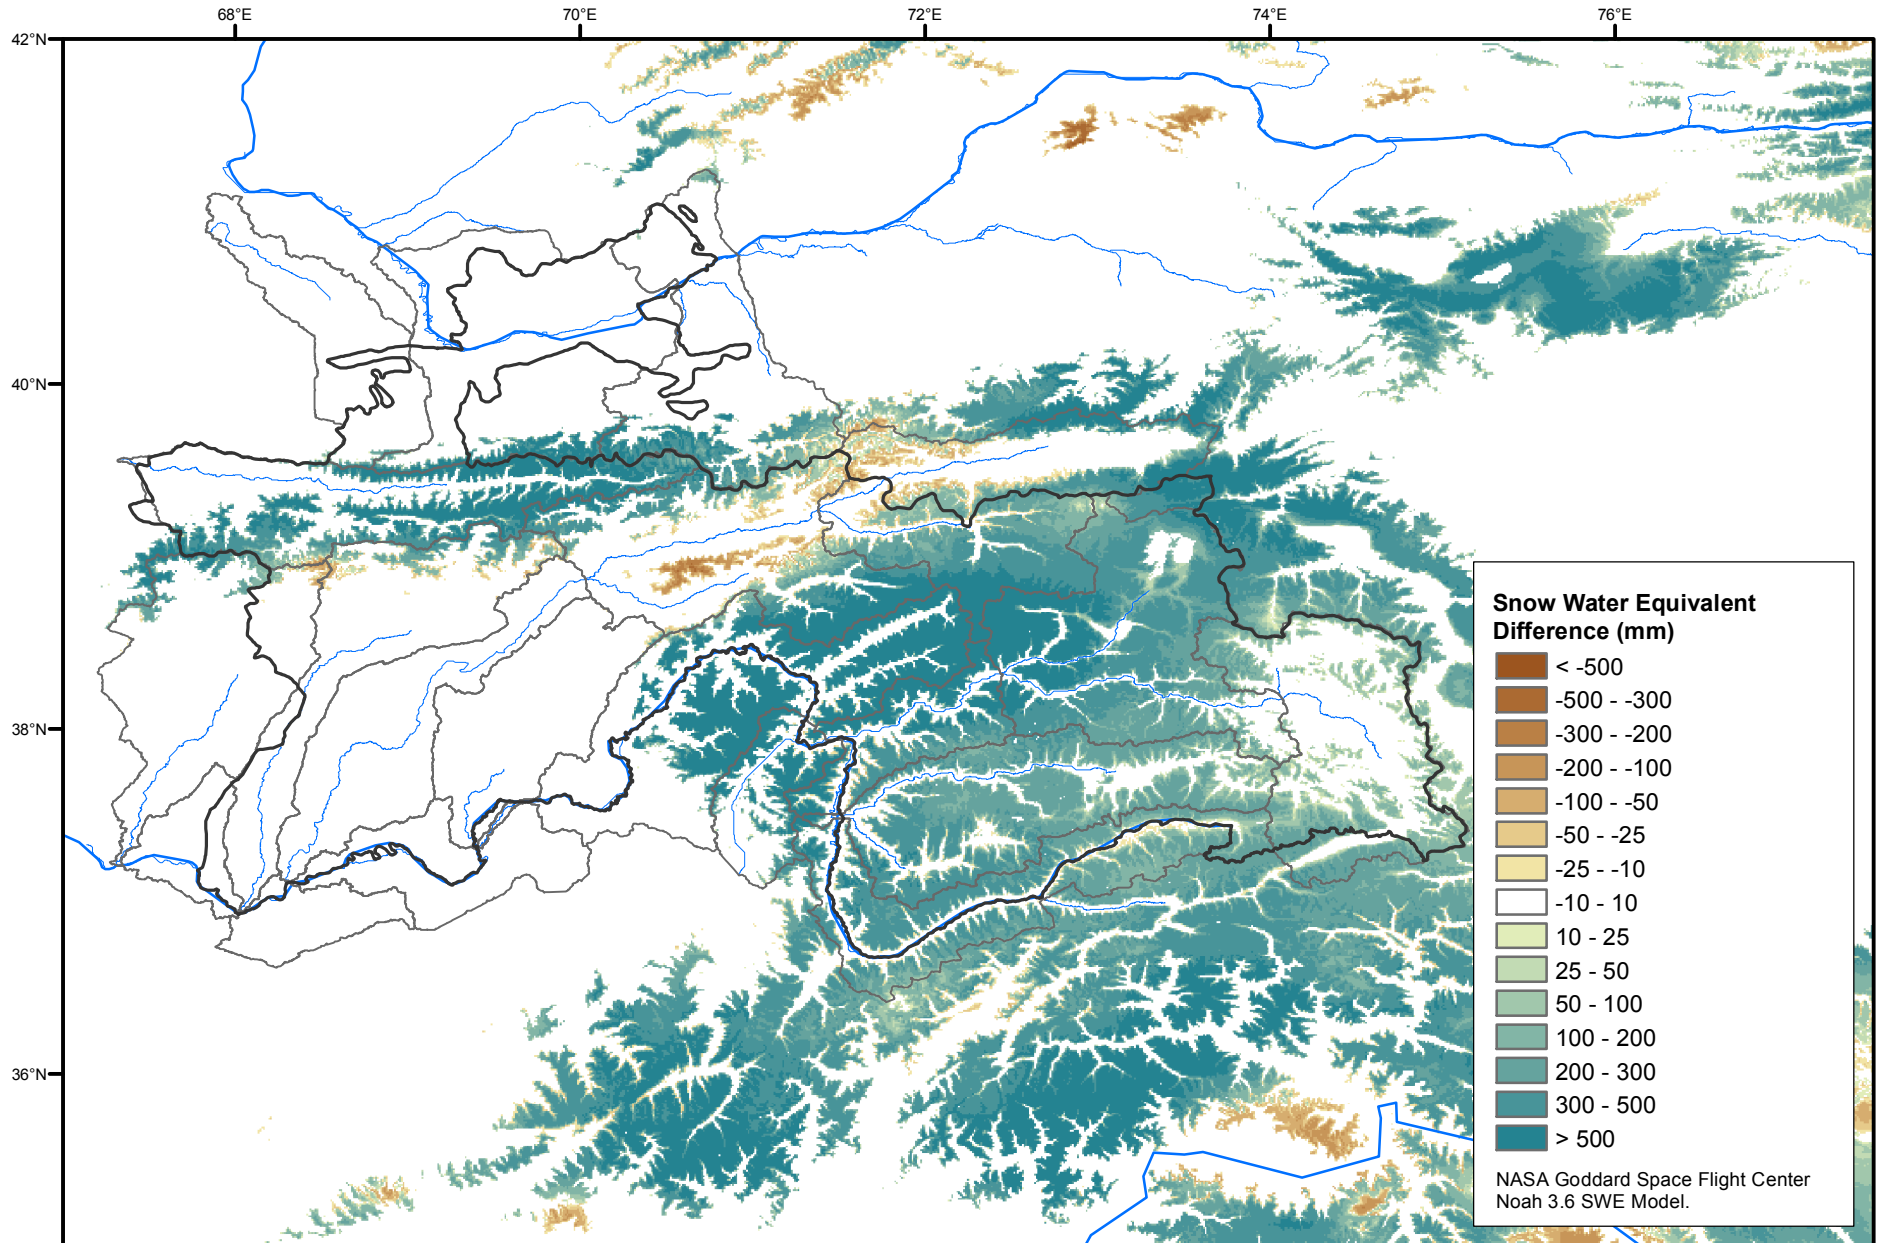 68°E
70°E
72°E
74°E
76°E
42°N
40°N
38°N
36°N
Snow Water Equivalent
Difference (mm)
< -500
-500 - -300
-300 - -200
-200 - -100
-100 - -50
-50 - -25
-25 - -10
-10 - 10
10 - 25
25 - 50
50 - 100
100 - 200
200 - 300
300 - 500
> 500
NASA Goddard Space Flight Center
Noah 3.6 SWE Model.